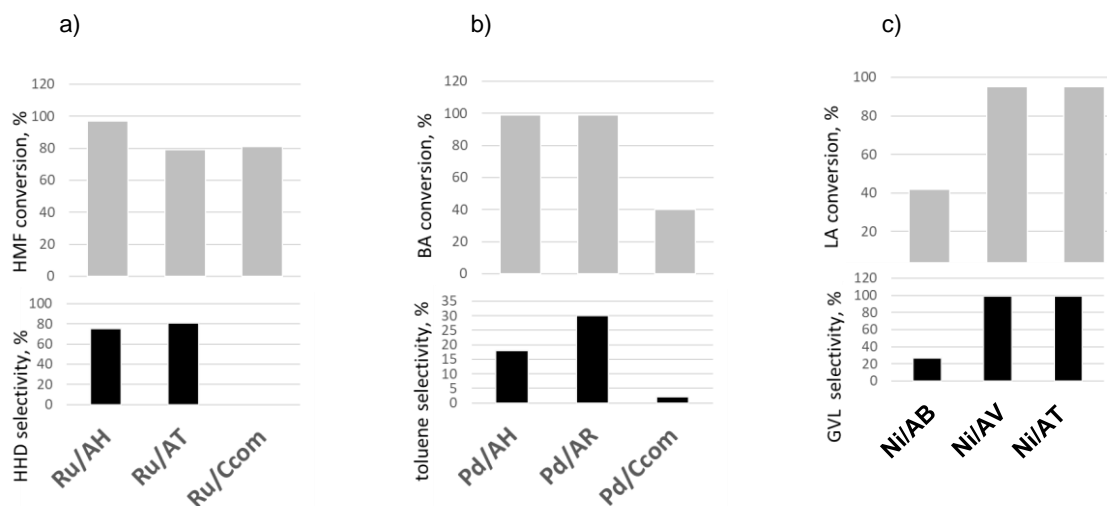 a)
HMF conversion, %
120
100
80
60
40
20
0
HHD selectivity, %
100
80
60
40
20
0
Ru/AH
Ru/AT
Ru/Ccom
b)
BA conversion, %
120
100
80
60
40
20
0
toluene selectivity, %
35
30
25
20
15
10
5
0
Pd/AH
Pd/AR
Pd/Ccom
c)
LA conversion, %
100
80
60
40
20
GVL selectivity, %
120
100
80
60
40
20
0
Ni/AB
Ni/AV
Ni/AT